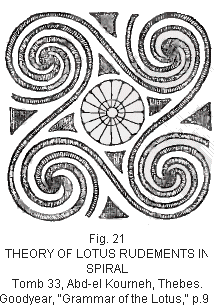 Fig. 21
THEORY OF LOTUS RUDEMENTS IN
SPIRAL
Tomb 33, Abd-el Kourneh, Thebes.
Goodyear, "Grammar of the Lotus," p.9